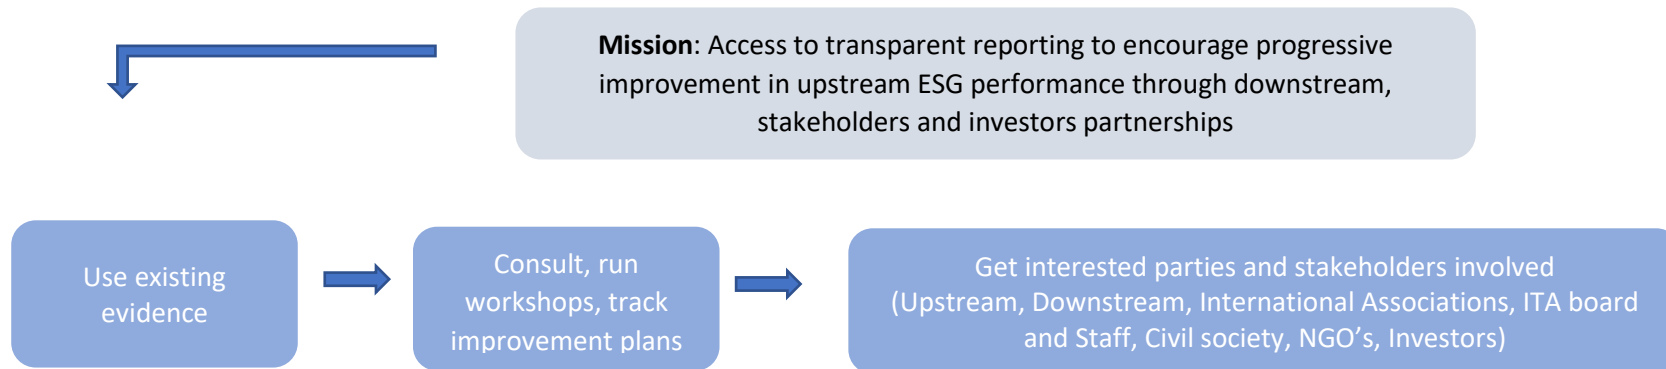 Mission: Access to transparent reporting to encourage progressive
improvement in upstream ESG performance through downstream,
stakeholders and investors partnerships
Use existing
evidence
Consult, run
workshops, track
improvement plans
Get interested parties and stakeholders involved
(Upstream, Downstream, International Associations, ITA board
and Staff, Civil society, NGO’s, Investors)